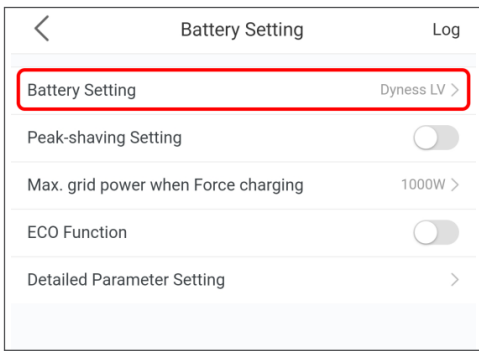 Battery Setting Log
Battery Setting Dyness LV
Peak-shaving Setting
Max. grid power when Force charging 1000W
ECO Function
Detailed Parameter Setting